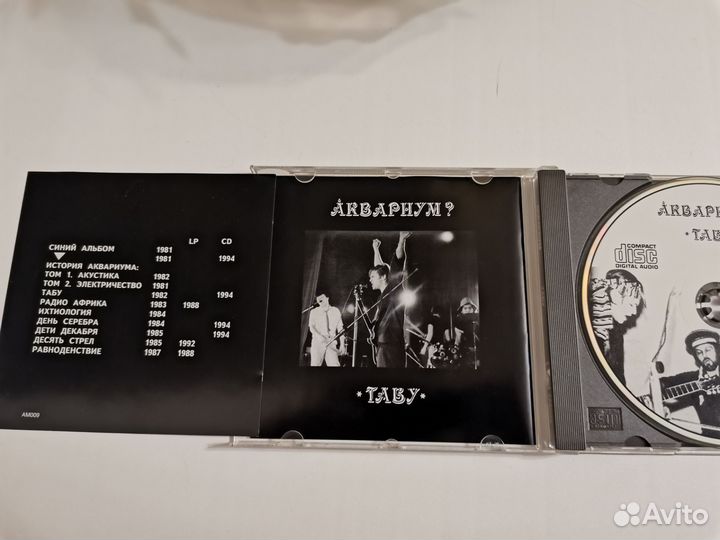 LP CD
СИНИЙ АЛЬБОМ 1981
▼ 1981 1994
ИСТОРИЯ АКВАРИУМА:
ТОМ 1. АКУСТИКА 1982
ТОМ 2. ЭЛЕКТРИЧЕСТВО 1981
ТАБУ 1982 1994
РАДИО АФРИКА 1983 1988
ИХТИОЛОГИЯ 1984
ДЕНЬ СЕРЕБРА 1984 1994
ДЕТИ ДЕКАБРЯ 1985 1994
ДЕСЯТЬ СТРЕЛ 1985 1992
РАВНОДЕНСТВИЕ 1987 1988
AM009
АКВАРИУМ?
*ТАБУ*
АКВАРИУ
*ТАБУ
COMPACT
disc
DIGITAL AUDIO
Avito